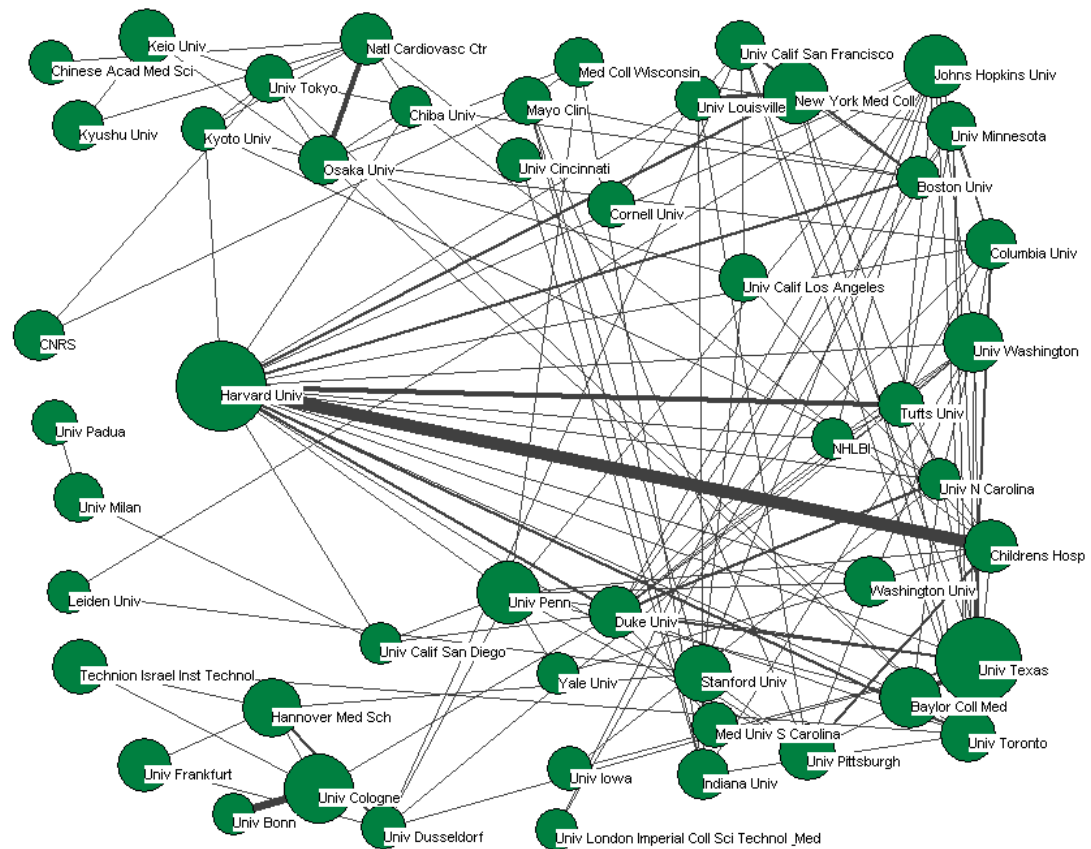 Keio Univ
Natl Cardiovasc Ctr
Chinese Acad Med Sci
Univ Tokyo
Med Coll Wisconsin
Univ Calif San Francisco
Johns Hopkins Univ
Kyushu Univ
Kyoto Univ
Chiba Univ
Mayo Clin
Univ Louisville
New York Med Coll
Univ Minnesota
Osaka Univ
Univ Cincinnati
Boston Univ
Cornell Univ
Columbia Univ
Univ Calif Los Angeles
CNRS
Univ Washington
Harvard Univ
Tufts Univ
Univ Padua
NHLBI
Univ Milan
Univ N Carolina
Childrens Hosp
Leiden Univ
Univ Penn
Duke Univ
Washington Univ
Univ Calif San Diego
Technion Israel Inst Technol
Yale Univ
Stanford Univ
Univ Texas
Baylor Coll Med
Hannover Med Sch
Med Univ S Carolina
Univ Toronto
Univ Pittsburgh
Univ Frankfurt
Univ Iowa
Indiana Univ
Univ Cologne
Univ Bonn
Univ Dusseldorf
Univ London Imperial Coll Sci Technol_Med